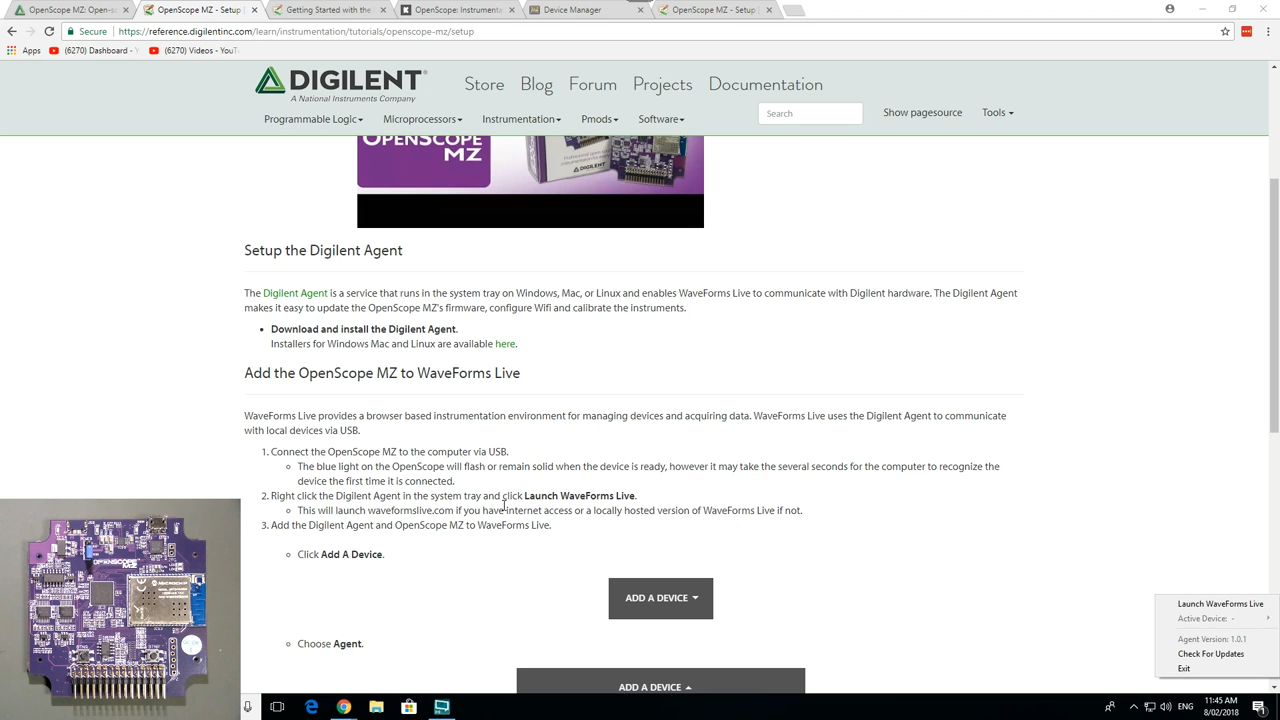 OpenScope MZ: Open-s
OpenScope MZ - Setup [
Getting Started with the
OpenScope: Instrumenta
Device Manager
OpenScope MZ - Setup [
Secure
https://reference.digilentinc.com/learn/instrumentation/tutorials/openscope-mz/setup
Apps
(6270) Dashboard - Y
(6270) Videos - YouT
DIGILENT
A National Instruments Company
Store
Blog
Forum
Projects
Documentation
Programmable Logic
Microprocessors
Instrumentation
Pmods
Software
Search
Show pagesource
Tools
OPENSCOPE
MZ
Setup the Digilent Agent
The Digilent Agent is a service that runs in the system tray on Windows, Mac, or Linux and enables WaveForms Live to communicate with Digilent hardware. The Digilent Agent
makes it easy to update the OpenScope MZ's firmware, configure Wifi and calibrate the instruments.
Download and install the Digilent Agent.
Installers for Windows Mac and Linux are available here.
Add the OpenScope MZ to WaveForms Live
WaveForms Live provides a browser based instrumentation environment for managing devices and acquiring data. WaveForms Live uses the Digilent Agent to communicate
with local devices via USB.
1. Connect the OpenScope MZ to the computer via USB.
The blue light on the OpenScope will flash or remain solid when the device is ready, however it may take the several seconds for the computer to recognize the
device the first time it is connected.
2. Right click the Digilent Agent in the system tray and click Launch WaveForms Live.
This will launch waveformslive.com if you have internet access or a locally hosted version of WaveForms Live if not.
3. Add the Digilent Agent and OpenScope MZ to WaveForms Live.
Click Add A Device.
ADD A DEVICE
Choose Agent.
ADD A DEVICE
OPENSCOPE
MZ
Launch WaveForms Live
Active Device: -
Agent Version: 1.0.1
Check For Updates
Exit
ENG
11:45 AM
8/02/2018